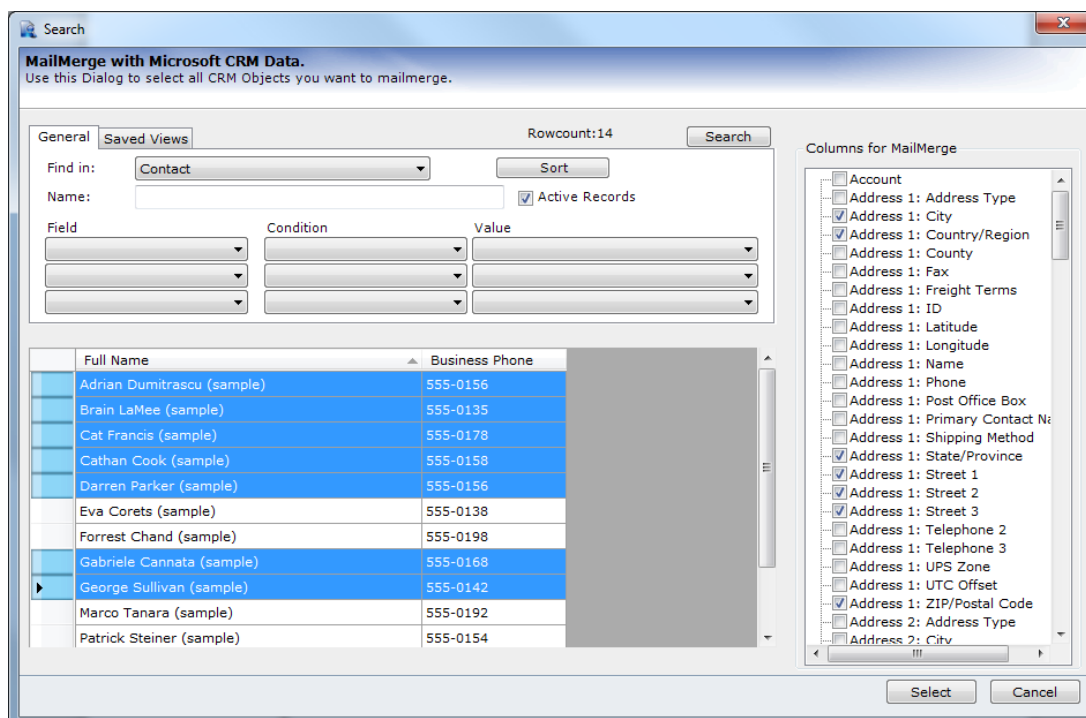 Search
MailMerge with Microsoft CRM Data.
Use this Dialog to select all CRM Objects you want to mailmerge.
General Saved Views
Rowcount:14
Search
Find in:
Contact
Sort
Name:
Active Records
Field Condition Value
Full Name Business Phone
Adrian Dumitrascu (sample) 555-0156
Brain LaMee (sample) 555-0135
Cat Francis (sample) 555-0178
Cathan Cook (sample) 555-0158
Darren Parker (sample) 555-0156
Eva Corets (sample) 555-0138
Forrest Chand (sample) 555-0198
Gabriele Cannata (sample) 555-0168
George Sullivan (sample) 555-0142
Marco Tanara (sample) 555-0192
Patrick Steiner (sample) 555-0154
Columns for MailMerge
Account
Address 1: Address Type
Address 1: City
Address 1: Country/Region
Address 1: County
Address 1: Fax
Address 1: Freight Terms
Address 1: ID
Address 1: Latitude
Address 1: Longitude
Address 1: Name
Address 1: Phone
Address 1: Post Office Box
Address 1: Primary Contact Na
Address 1: Shipping Method
Address 1: State/Province
Address 1: Street 1
Address 1: Street 2
Address 1: Street 3
Address 1: Telephone 2
Address 1: Telephone 3
Address 1: UPS Zone
Address 1: UTC Offset
Address 1: ZIP/Postal Code
Address 2: Address Type
Address 2: City
Select
Cancel